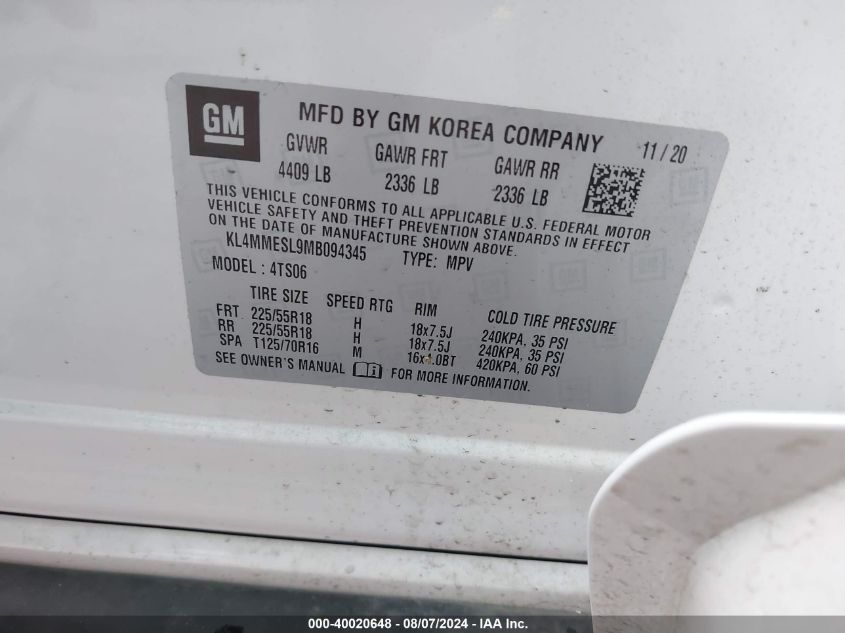 GM
MFD BY GM KOREA COMPANY 11/20
GVWR GAWR FRT GAWR RR
4409 LB 2336 LB 2336 LB
THIS VEHICLE CONFORMS TO ALL APPLICABLE U.S. FEDERAL MOTOR
VEHICLE SAFETY AND THEFT PREVENTION STANDARDS IN EFFECT
ON THE DATE OF MANUFACTURE SHOWN ABOVE.
KL4MMESL9MB094345 TYPE: MPV
MODEL : 4TS06
TIRE SIZE SPEED RTG RIM COLD TIRE PRESSURE
FRT 225/55R18 H 18x7.5J 240KPA, 35 PSI
RR 225/55R18 H 18x7.5J 240KPA, 35 PSI
SPA T125/70R16 M 420KPA, 60 PSI
SEE OWNER'S MANUAL FOR MORE INFORMATION.
000-40020648 - 08/07/2024 - IAA Inc.